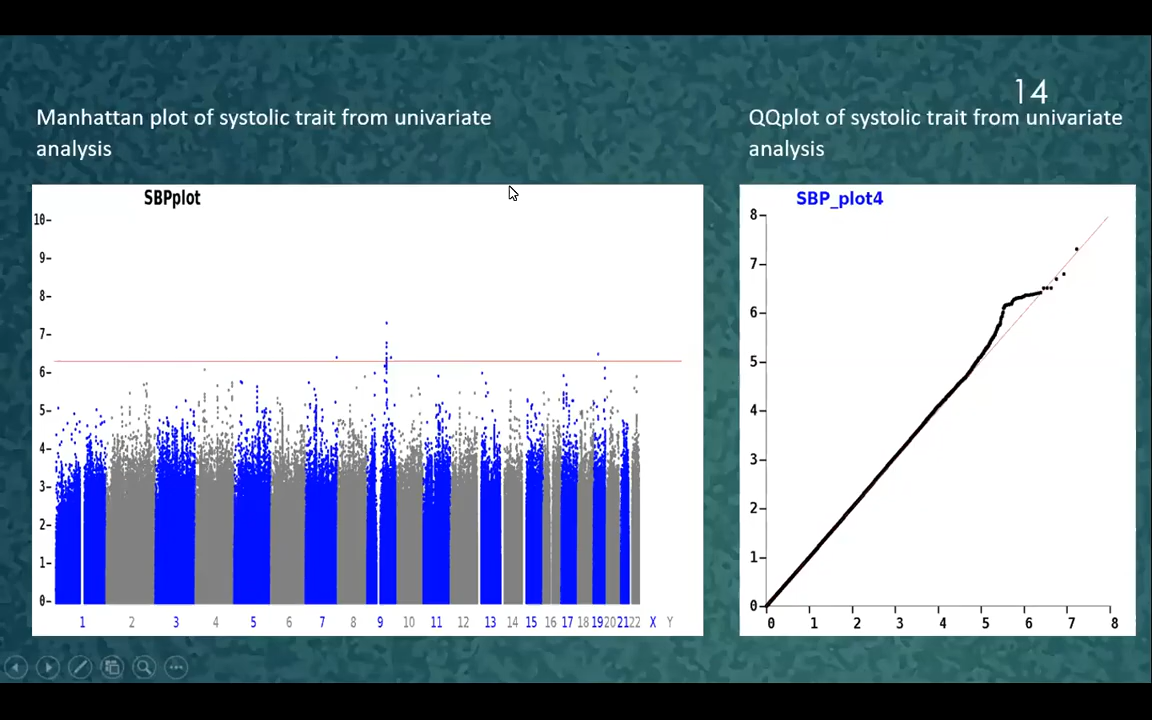 14
Manhattan plot of systolic trait from univariate
analysis
QQplot of systolic trait from univariate
analysis
SBPplot
10-
9-
8-
7-
6-
5-
4-
3-
2-
1-
0-
1 2 3 4 5 6 7 8 9 10 11 12 13 14 15 16 17 18 19 20 21 22 X Y
SBP_plot4
8
7
6
5
4
3
2
1
0
0 1 2 3 4 5 6 7 8